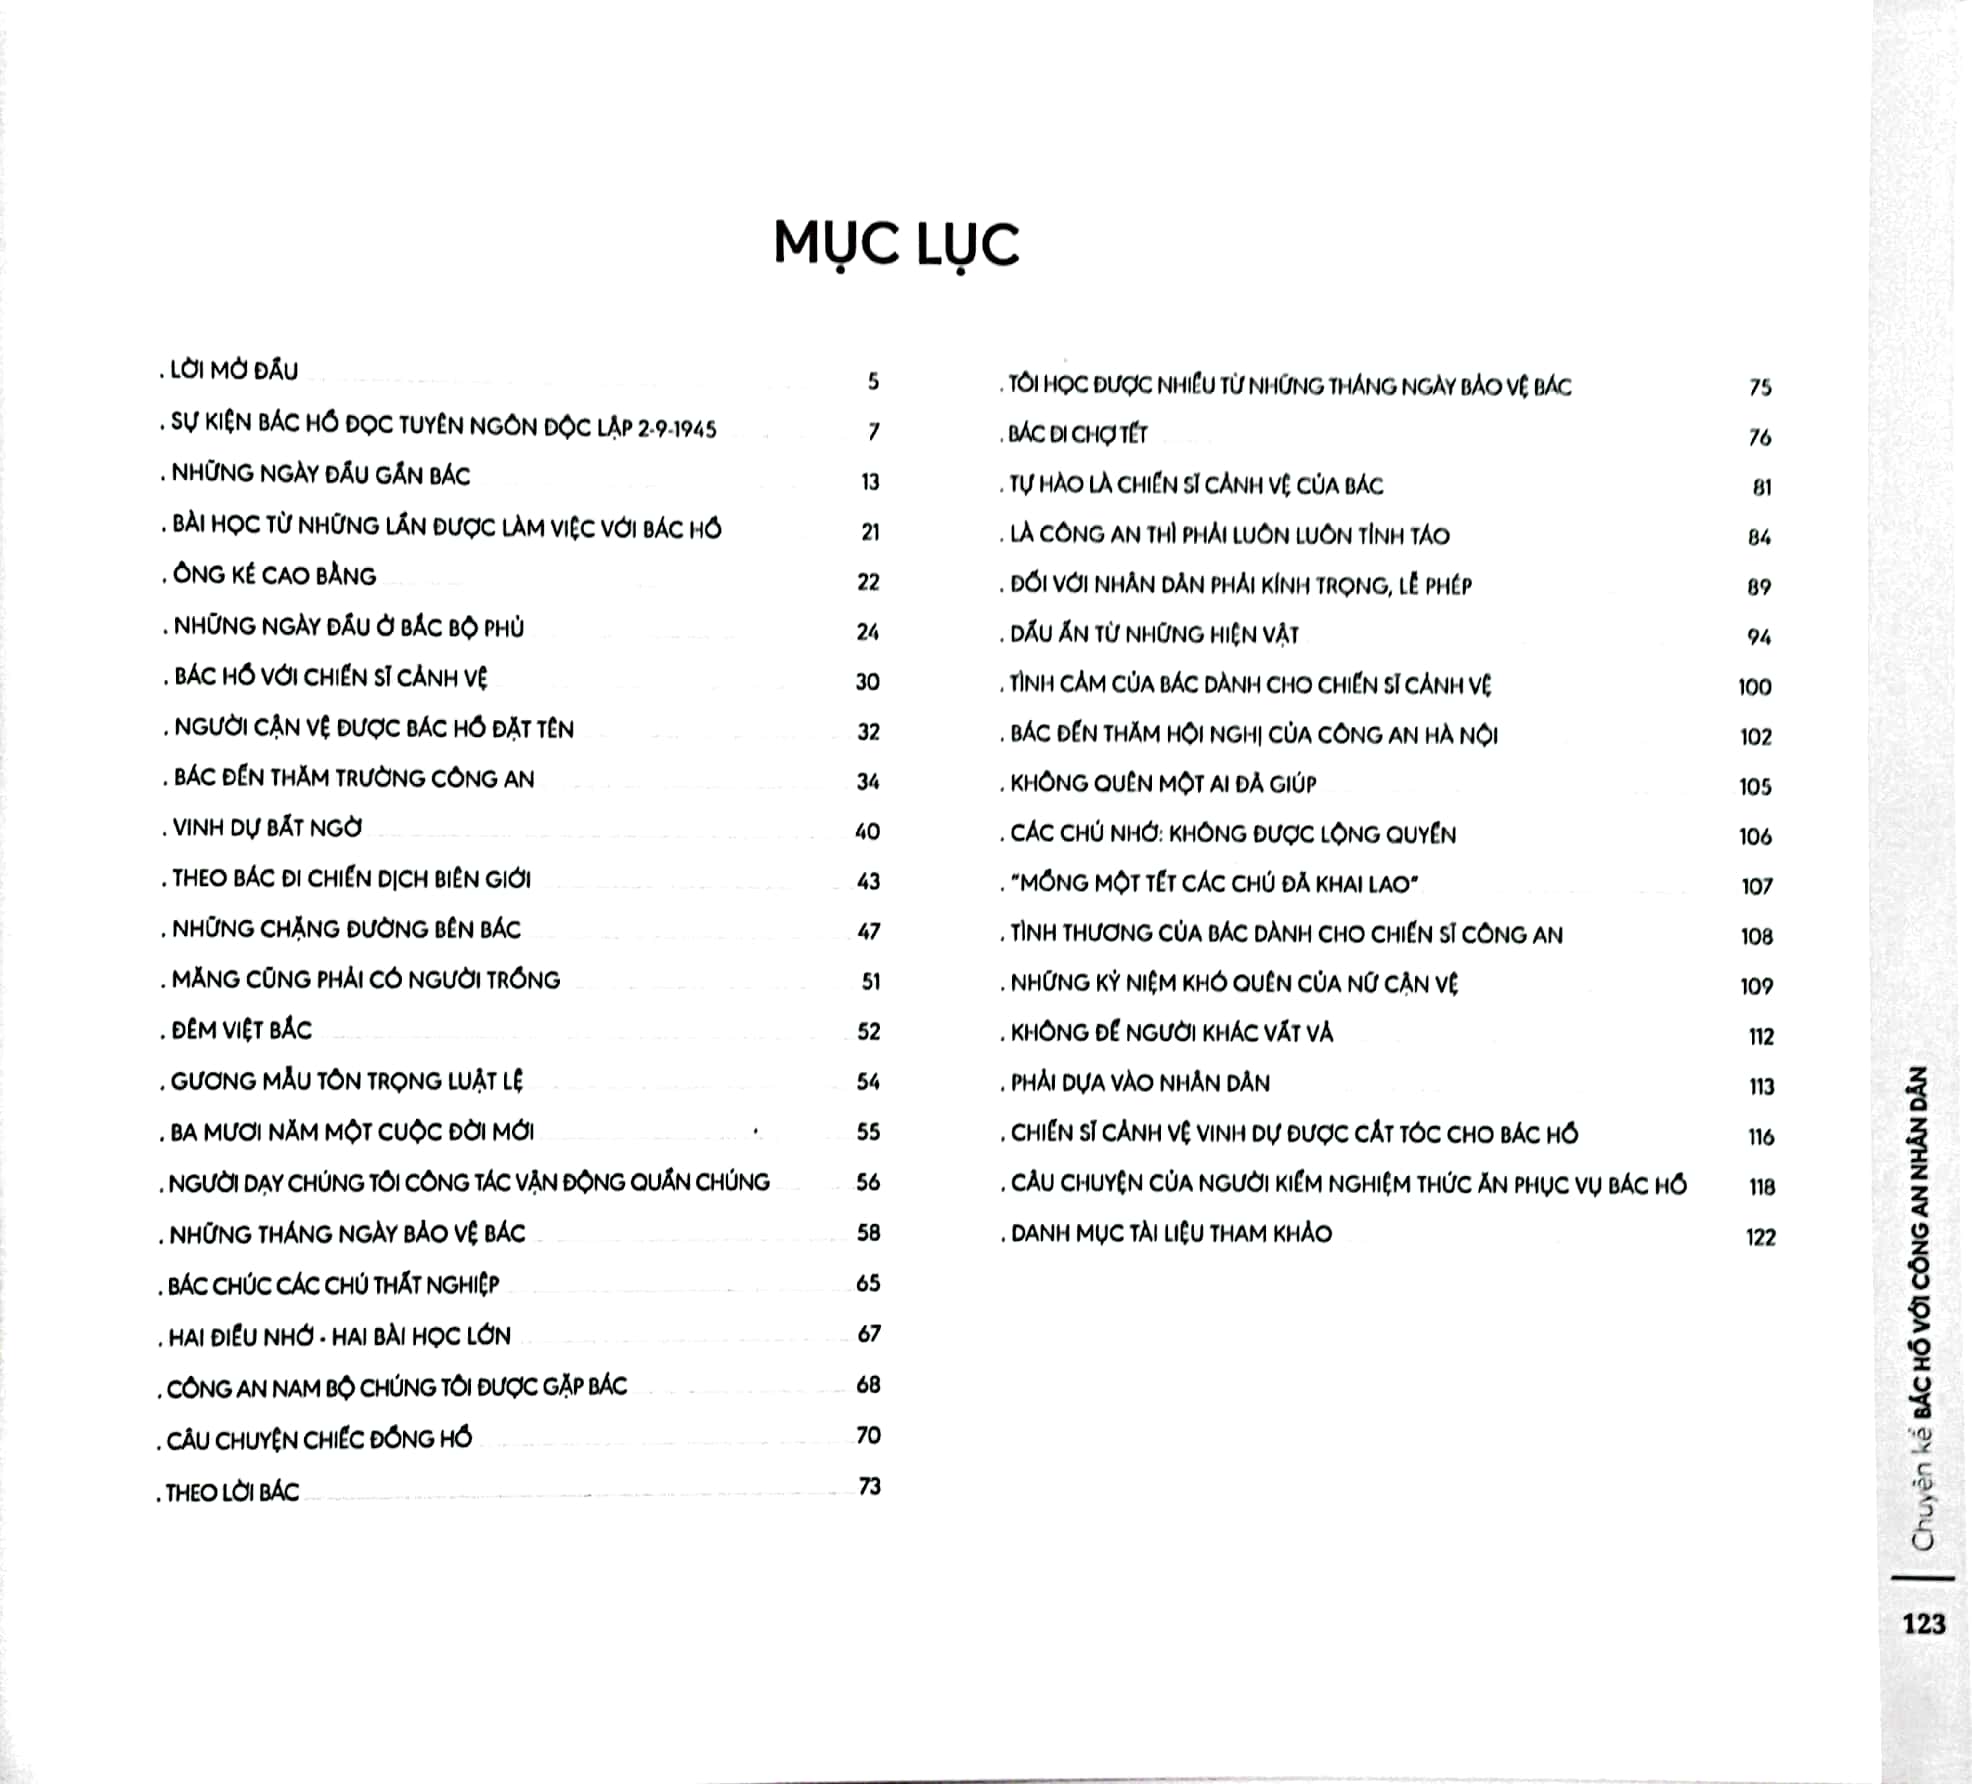 MỤC LỤC
. LỜI MỞ ĐẦU 5
. SỰ KIỆN BÁC HỒ ĐỌC TUYÊN NGÔN ĐỘC LẬP 2-9-1945 7
. NHỮNG NGÀY ĐẦU GẦN BÁC 13
. BÀI HỌC TỪ NHỮNG LẦN ĐƯỢC LÀM VIỆC VỚI BÁC HỒ 21
. ÔNG KÉ CAO BẰNG 22
. NHỮNG NGÀY ĐẦU Ở BẮC BỘ PHỦ 24
. BÁC HỒ VỚI CHIẾN SĨ CẢNH VỆ 30
. NGƯỜI CẬN VỆ ĐƯỢC BÁC HỒ ĐẶT TÊN 32
. BÁC ĐẾN THĂM TRƯỜNG CÔNG AN 34
. VINH DỰ BẤT NGỜ 40
. THEO BÁC ĐI CHIẾN DỊCH BIÊN GIỚI 43
. NHỮNG CHẶNG ĐƯỜNG BÊN BÁC 47
. MĂNG CŨNG PHẢI CÓ NGƯỜI TRỒNG 51
. ĐÊM VIỆT BẮC 52
. GƯƠNG MẪU TÔN TRỌNG LUẬT LỆ 54
. BA MƯƠI NĂM MỘT CUỘC ĐỜI MỚI 55
. NGƯỜI DẠY CHÚNG TÔI CÔNG TÁC VẬN ĐỘNG QUẦN CHÚNG 56
. NHỮNG THÁNG NGÀY BẢO VỆ BÁC 58
. BÁC CHÚC CÁC CHÚ THẤT NGHIỆP 65
. HAI ĐIỀU NHỚ - HAI BÀI HỌC LỚN 67
. CÔNG AN NAM BỘ CHÚNG TÔI ĐƯỢC GẶP BÁC 68
. CÂU CHUYỆN CHIẾC ĐỒNG HỒ 70
. THEO LỜI BÁC 73
. TÔI HỌC ĐƯỢC NHIỀU TỪ NHỮNG THÁNG NGÀY BẢO VỆ BÁC 75
. BÁC ĐI CHỢ TẾT 76
. TỰ HÀO LÀ CHIẾN SĨ CẢNH VỆ CỦA BÁC 81
. LÀ CÔNG AN THÌ PHẢI LUÔN LUÔN TỈNH TÁO 84
. ĐỐI VỚI NHÂN DÂN PHẢI KÍNH TRỌNG, LỄ PHÉP 89
. DẤU ẤN TỪ NHỮNG HIỆN VẬT 94
. TÌNH CẢM CỦA BÁC DÀNH CHO CHIẾN SĨ CẢNH VỆ 100
. BÁC ĐẾN THĂM HỘI NGHỊ CỦA CÔNG AN HÀ NỘI 102
. KHÔNG QUÊN MỘT AI ĐÃ GIÚP 105
. CÁC CHÚ NHỚ: KHÔNG ĐƯỢC LỘNG QUYỀN 106
. "MỒNG MỘT TẾT CÁC CHÚ ĐÃ KHAI LAO" 107
. TÌNH THƯƠNG CỦA BÁC DÀNH CHO CHIẾN SĨ CÔNG AN 108
. NHỮNG KỶ NIỆM KHÓ QUÊN CỦA NỮ CẬN VỆ 109
. KHÔNG ĐỂ NGƯỜI KHÁC VẤT VẢ 112
. PHẢI DỰA VÀO NHÂN DÂN 113
. CHIẾN SĨ CẢNH VỆ VINH DỰ ĐƯỢC CẮT TÓC CHO BÁC HỒ 116
. CÂU CHUYỆN CỦA NGƯỜI KIỂM NGHIỆM THỨC ĂN PHỤC VỤ BÁC HỒ 118
. DANH MỤC TÀI LIỆU THAM KHẢO 122
Chuyện kể BÁC HỒ VỚI CÔNG AN NHÂN DÂN
123